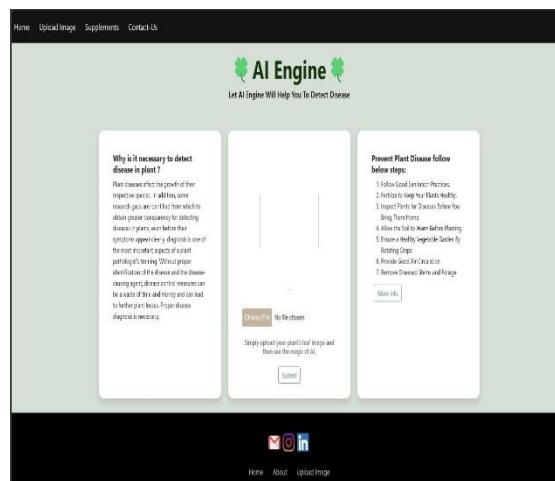 Home Upload Image Supplements Contact-Us
AI Engine
Let AI Engine Will Help You To Detect Disease
Why is it necessary to detect
disease in plant ?
Plant diseases affect the growth of their
respective species. In addition, some
research gaps are identified from which to
obtain greater transparency for detecting
diseases in plants, even before their
symptoms appear clearly. diagnosis is one of
the most important aspects of a plant
pathologist's training. Without proper
identification of the disease and the disease-
causing agent, disease control measures can
be a waste of time and money and can lead
to further plant losses. Proper disease
diagnosis is necessary.
Choose File No file chosen
Simply upload your plant's leaf image and
then see the magic of AI.
Submit
Prevent Plant Disease follow
below steps:
1. Follow Good Sanitation Practices.
2. Fertilize to Keep Your Plants Healthy.
3. Inspect Plants for Diseases Before You
Bring Them Home.
4. Allow the Soil to Warm Before Planting.
5. Ensure a Healthy Vegetable Garden By
Rotating Crops.
6. Provide Good Air Circulation
7. Remove Diseased Stems and Foliage
More info
Home About Upload Image